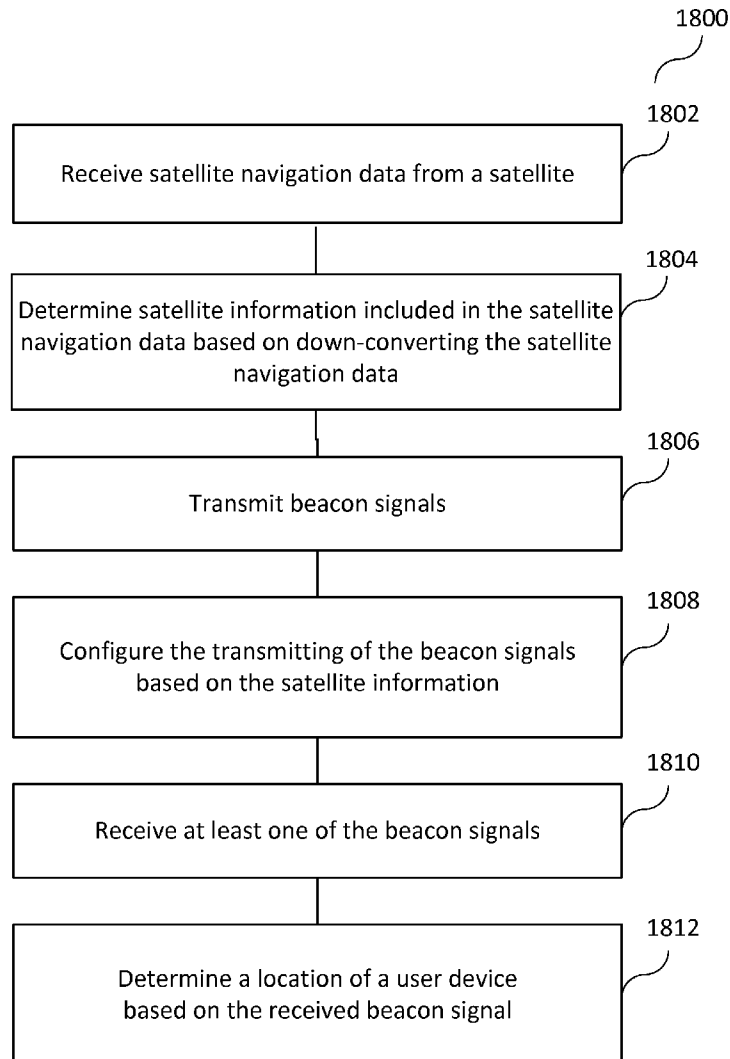 1800
1802
Receive satellite navigation data from a satellite
1804
Determine satellite information included in the satellite
navigation data based on down-converting the satellite
navigation data
1806
Transmit beacon signals
1808
Configure the transmitting of the beacon signals
based on the satellite information
1810
Receive at least one of the beacon signals
1812
Determine a location of a user device
based on the received beacon signal